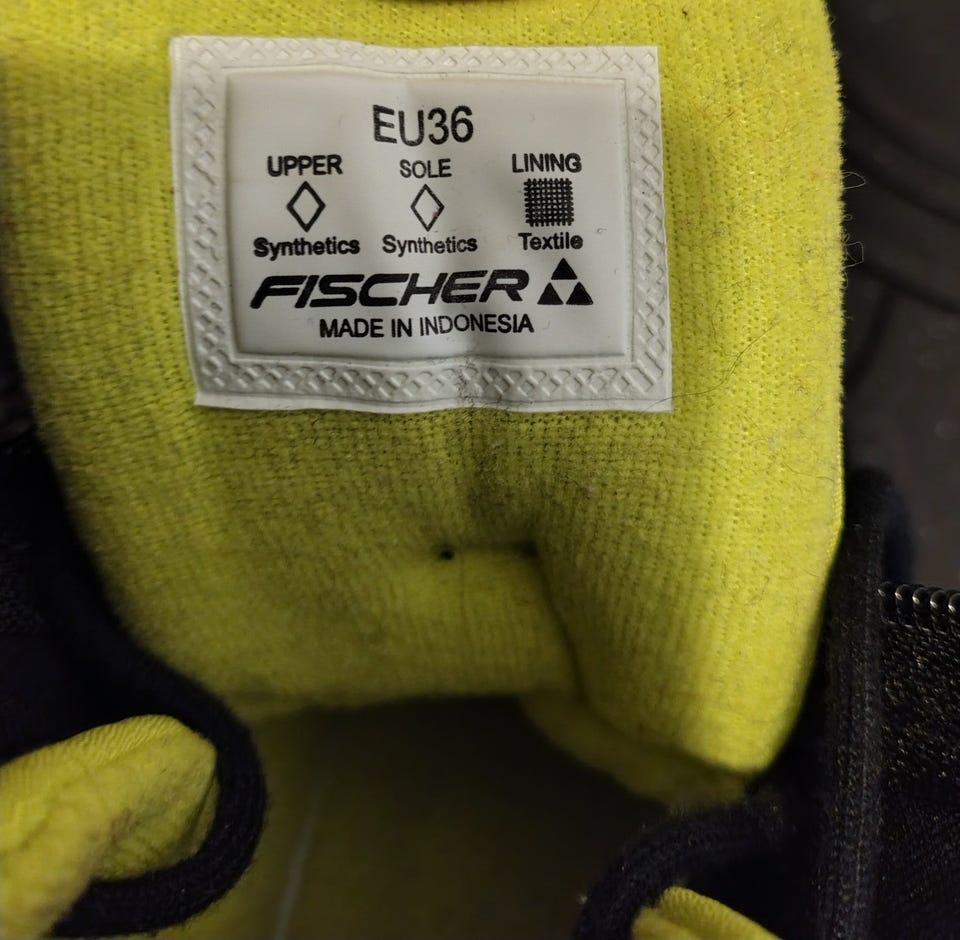 EU36
UPPER SOLE LINING
Synthetics Synthetics Textile
FISCHER
MADE IN INDONESIA